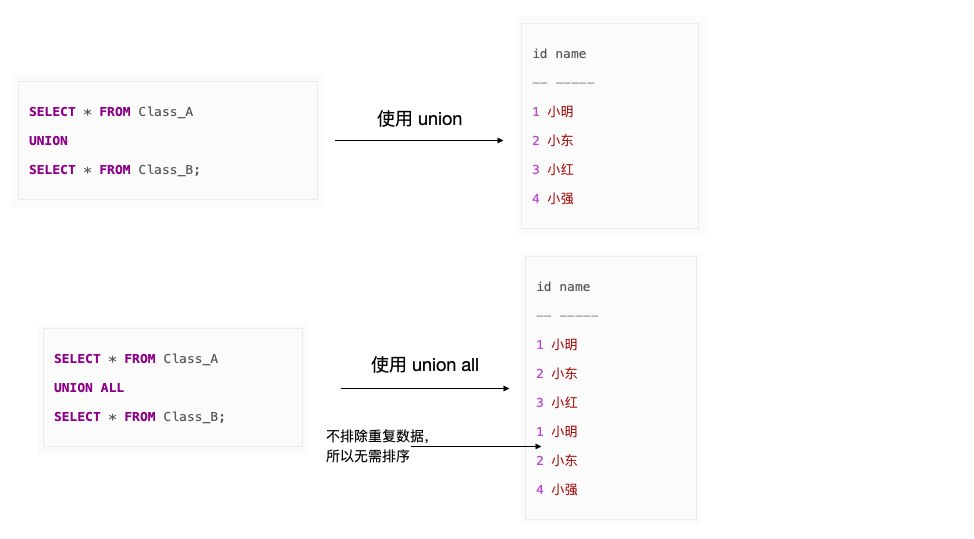 SELECT * FROM Class_A
UNION
SELECT * FROM Class_B;
使用 union
id name
—— —————
1 小明
2 小东
3 小红
4 小强
SELECT * FROM Class_A
UNION ALL
SELECT * FROM Class_B;
使用 union all
不排除重复数据,
所以无需排序
id name
—— —————
1 小明
2 小东
3 小红
1 小明
2 小东
4 小强